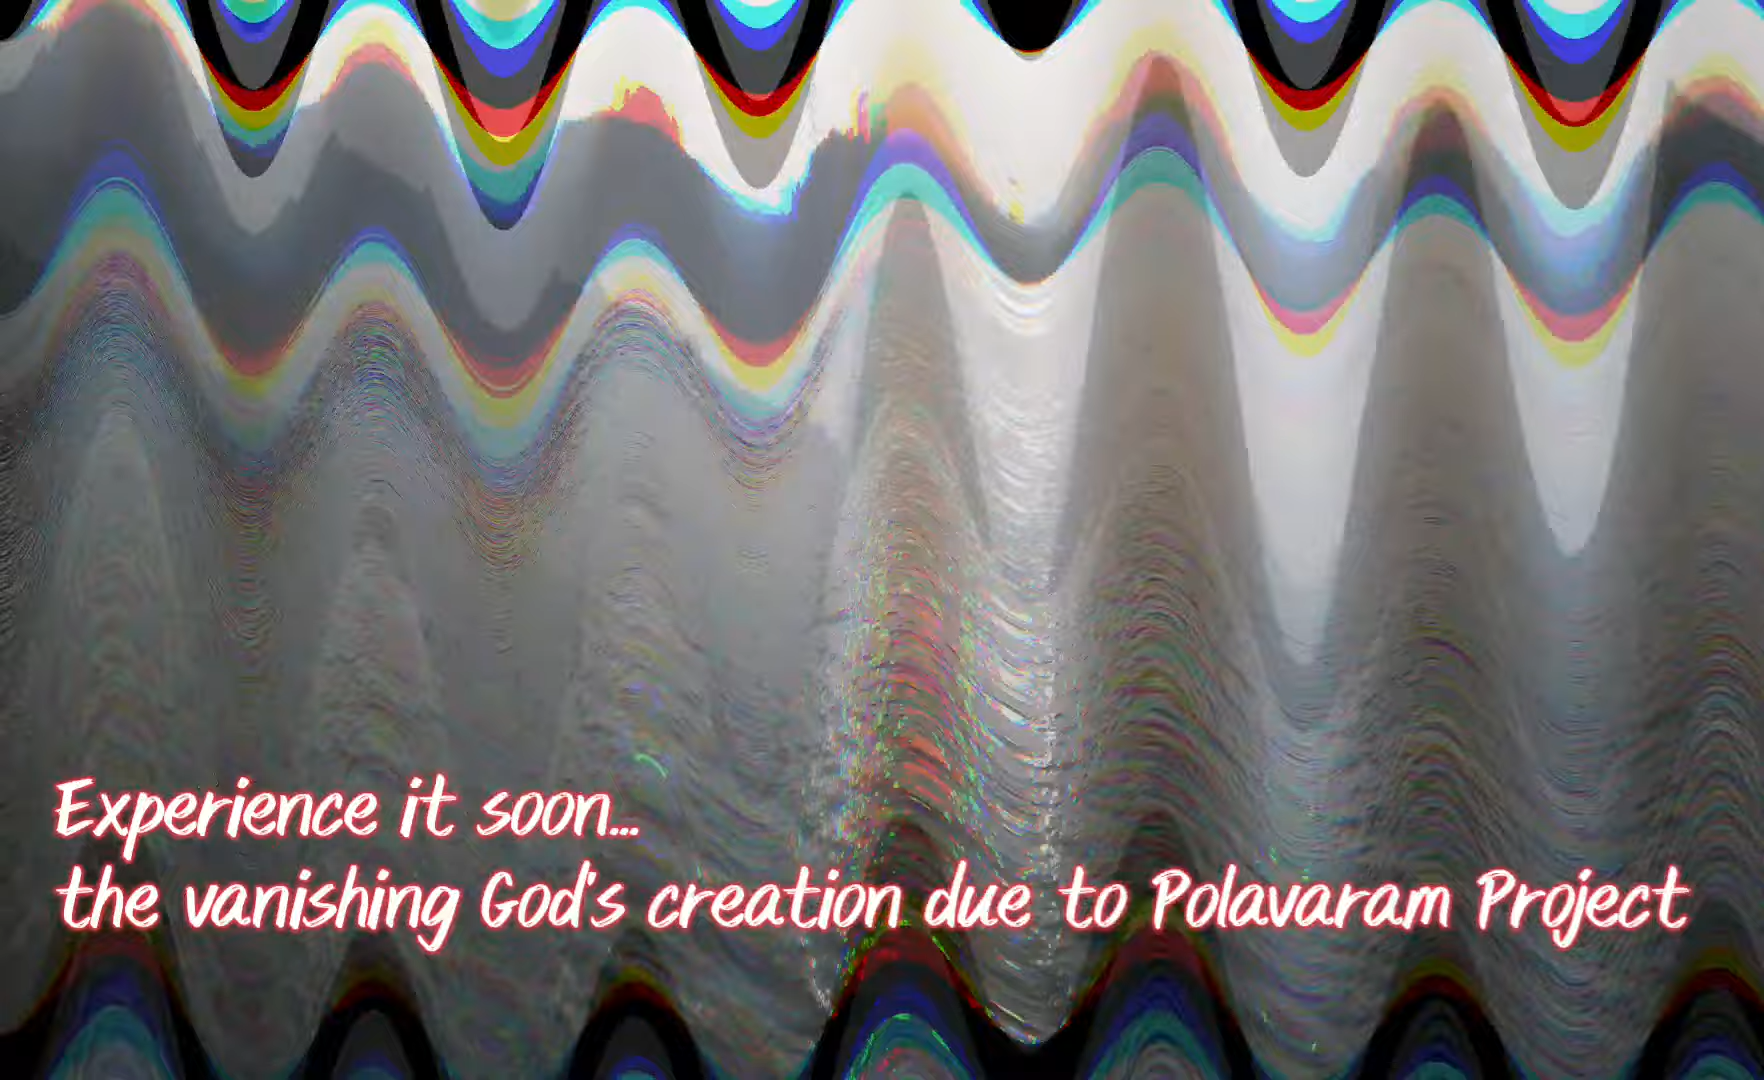 Experience it soon...
the vanishing God's creation due to Polavaram Project